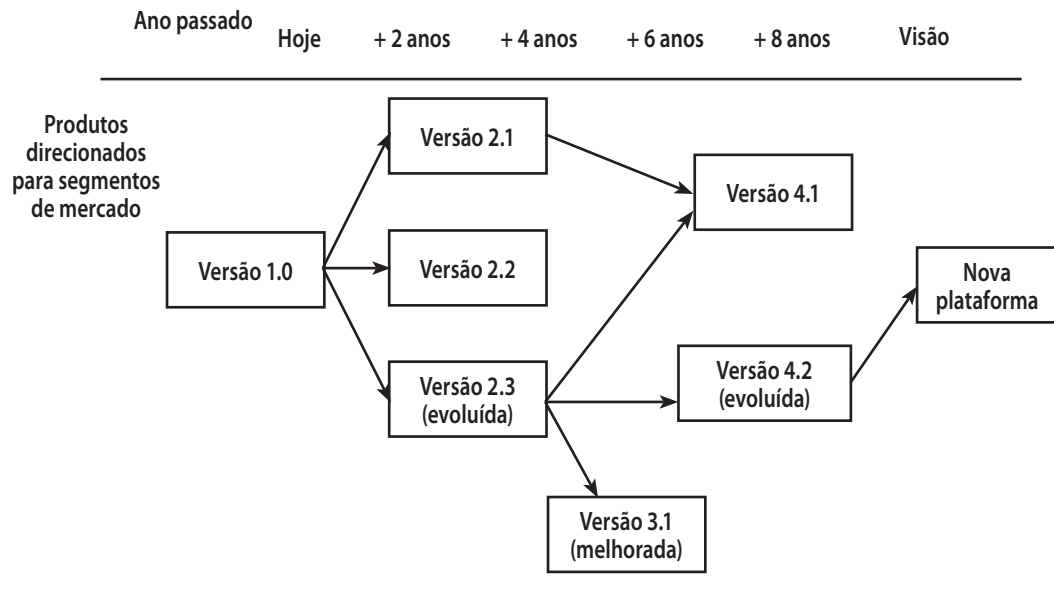 Ano passado
Hoje
+ 2 anos
+ 4 anos
+ 6 anos
+ 8 anos
Visão
Produtos
direcionados
para segmentos
de mercado
Versão 1.0
Versão 2.1
Versão 2.2
Versão 2.3
(evoluída)
Versão 3.1
(melhorada)
Versão 4.1
Versão 4.2
(evoluída)
Nova
plataforma